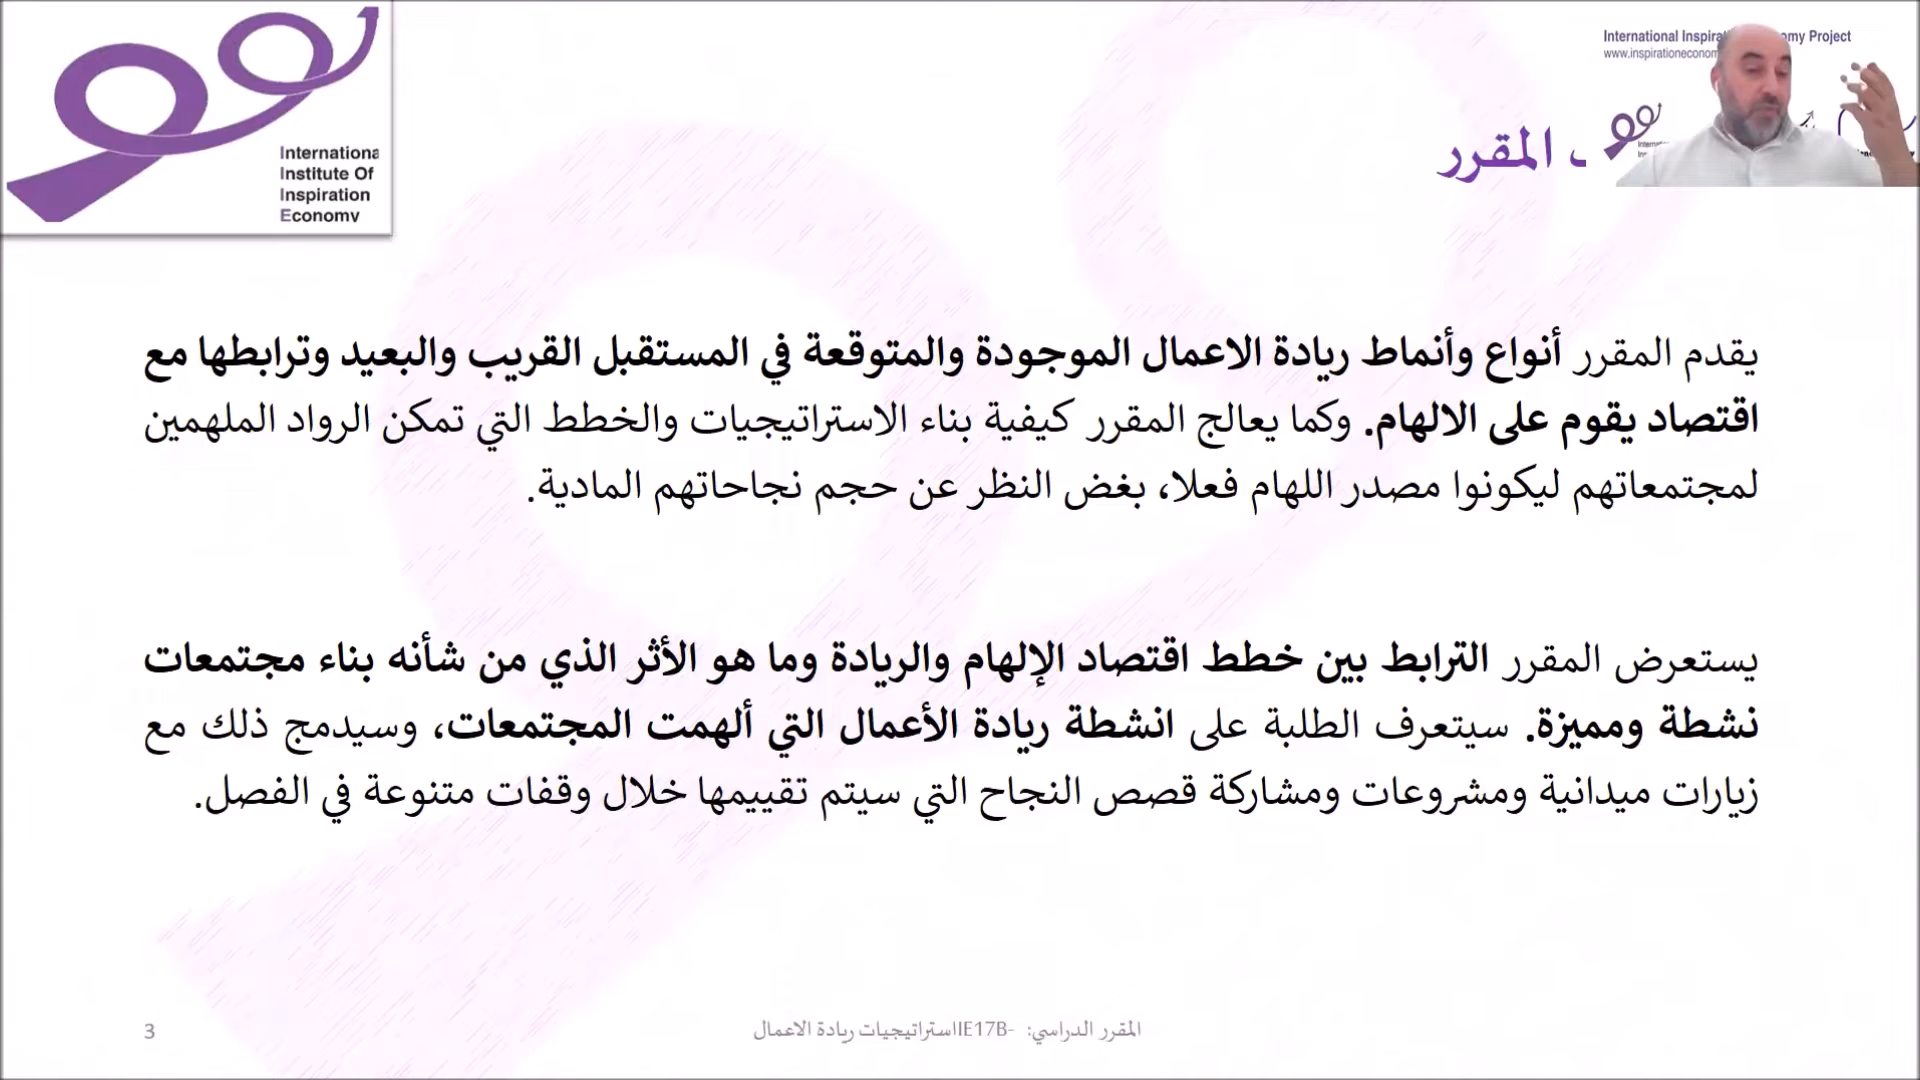 Internationa
Institute Of
Inspiration
Economy
International Inspira
omy Project
www.inspirationeconom
المقرر
يقدم المقرر أنواع وأنماط ريادة الاعمال الموجودة والمتوقعة في المستقبل القريب والبعيد وترابطها مع
اقتصاد يقوم على الالهام. وكما يعالج المقرر كيفية بناء الاستراتيجيات والخطط التي تمكن الرواد الملهمين
لمجتمعاتهم ليكونوا مصدر اللهام فعلا، بغض النظر عن حجم نجاحاتهم المادية.
يستعرض المقرر الترابط بين خطط اقتصاد الإلهام والريادة وما هو الأثر الذي من شأنه بناء مجتمعات
نشطة ومميزة. سيتعرف الطلبة على انشطة ريادة الأعمال التي ألهمت المجتمعات، وسيدمج ذلك مع
زيارات ميدانية ومشروعات ومشاركة قصص النجاح التي سيتم تقييمها خلال وقفات متنوعة في الفصل.
المقرر الدراسي: -IE17Bاستراتيجيات ريادة الاعمال
3